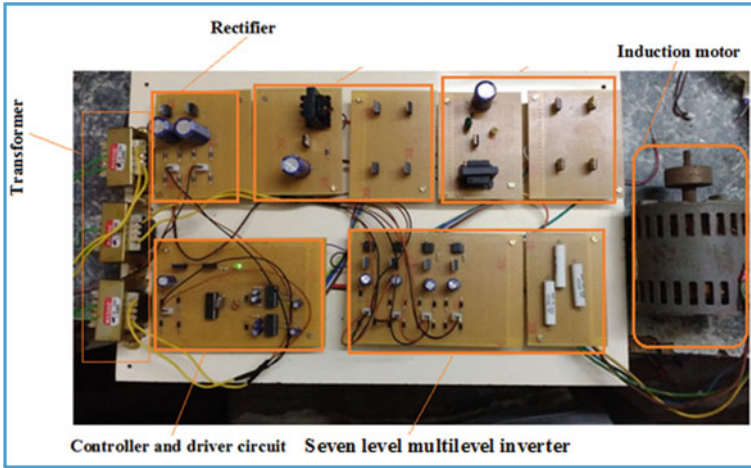 Rectifier
Induction motor
Transformer
Controller and driver circuit
Seven level multilevel inverter